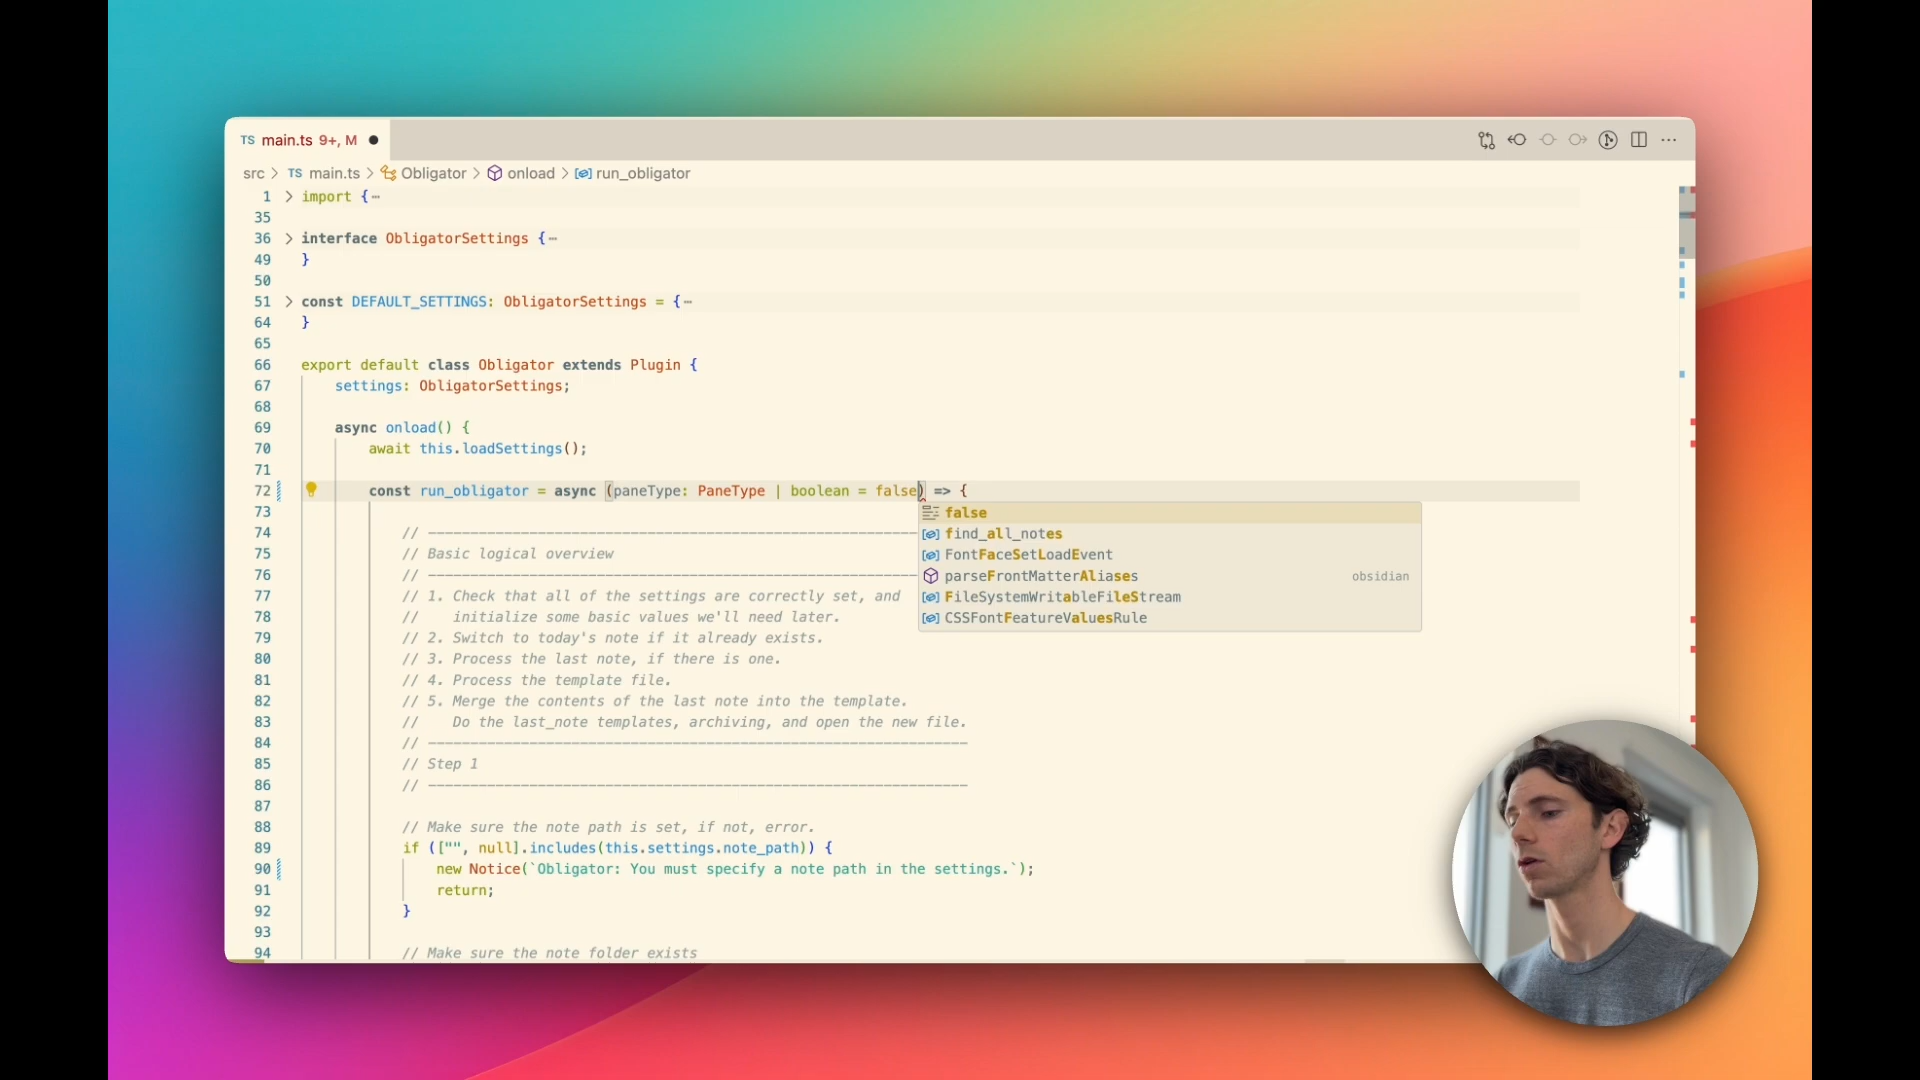 TS main.ts 9+, M
src > TS main.ts > Obligator > onload > run_obligator
1 import {
35
36 interface ObligatorSettings {
49 }
50
51 const DEFAULT_SETTINGS: ObligatorSettings = {
64 }
65
66 export default class Obligator extends Plugin {
67 settings: ObligatorSettings;
68
69 async onload() {
70 await this.loadSettings();
71
72 const run_obligator = async (paneType: PaneType | boolean = false) => {
73
false
find_all_notes
FontFaceSetLoadEvent
parseFrontMatterAliases obsidian
FileSystemWritableFileStream
CSSFontFeatureValuesRule
74 // ----------------------------------------------------------------
75 // Basic logical overview
76 // ----------------------------------------------------------------
77 // 1. Check that all of the settings are correctly set, and
78 // initialize some basic values we'll need later.
79 // 2. Switch to today's note if it already exists.
80 // 3. Process the last note, if there is one.
81 // 4. Process the template file.
82 // 5. Merge the contents of the last note into the template.
83 // Do the last_note templates, archiving, and open the new file.
84 // ----------------------------------------------------------------
85 // Step 1
86 // ----------------------------------------------------------------
87
88 // Make sure the note path is set, if not, error.
89 if (["", null].includes(this.settings.note_path)) {
90 new Notice(`Obligator: You must specify a note path in the settings.`);
91 return;
92 }
93
94 // Make sure the note folder exists